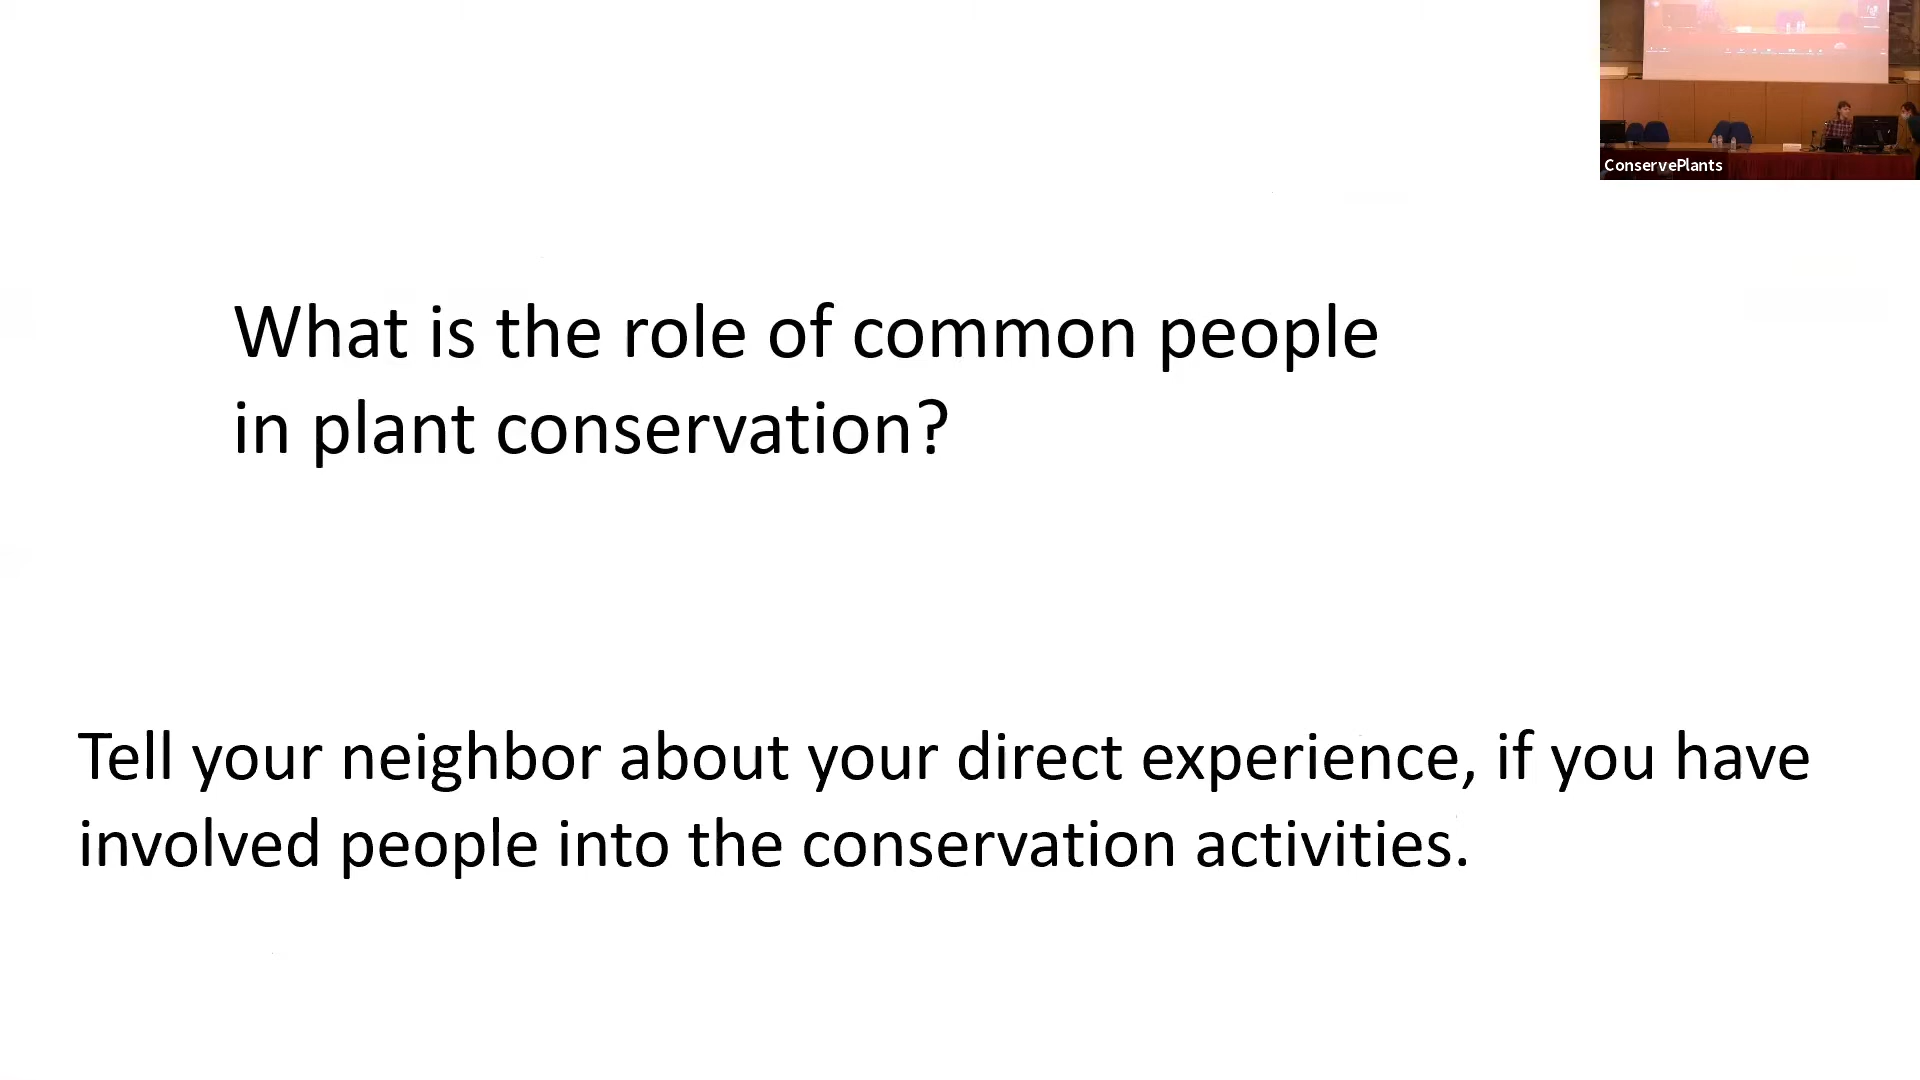 ConservePlants
What is the role of common people
in plant conservation?
Tell your neighbor about your direct experience, if you have
involved people into the conservation activities.